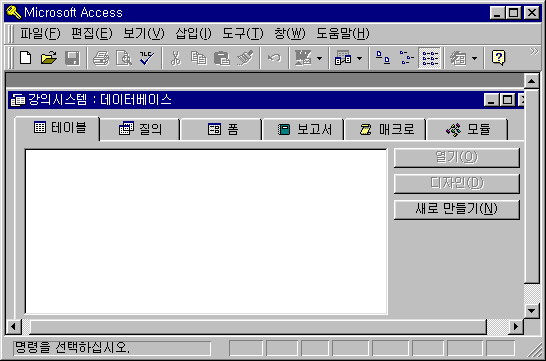 Microsoft Access
파일(F) 편집(E) 보기(V) 삽입(I) 도구(T) 창(W) 도움말(H)
강의시스템 : 데이터베이스
테이블 질의 폼 보고서 매크로 모듈
열기(O)
디자인(D)
새로 만들기(N)
명령을 선택하십시오.